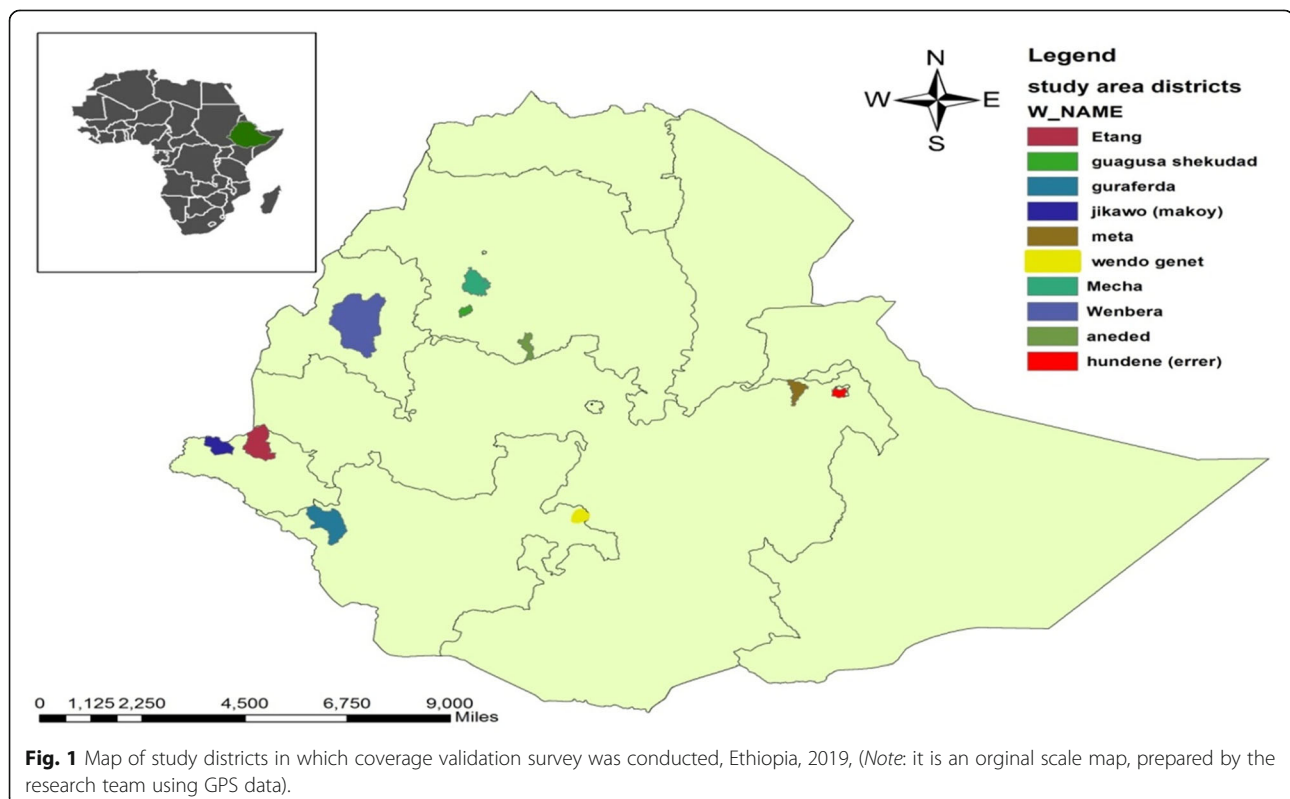 N
W E
S
Legend
study area districts
W_NAME
Etang
guagusa shekudad
guraferda
jikawo (makoy)
meta
wendo genet
Mecha
Wenbera
aneded
hundene (errer)
0 1,125 2,250 4,500 6,750 9,000
Miles
Fig. 1 Map of study districts in which coverage validation survey was conducted, Ethiopia, 2019, (Note: it is an orginal scale map, prepared by the
research team using GPS data).